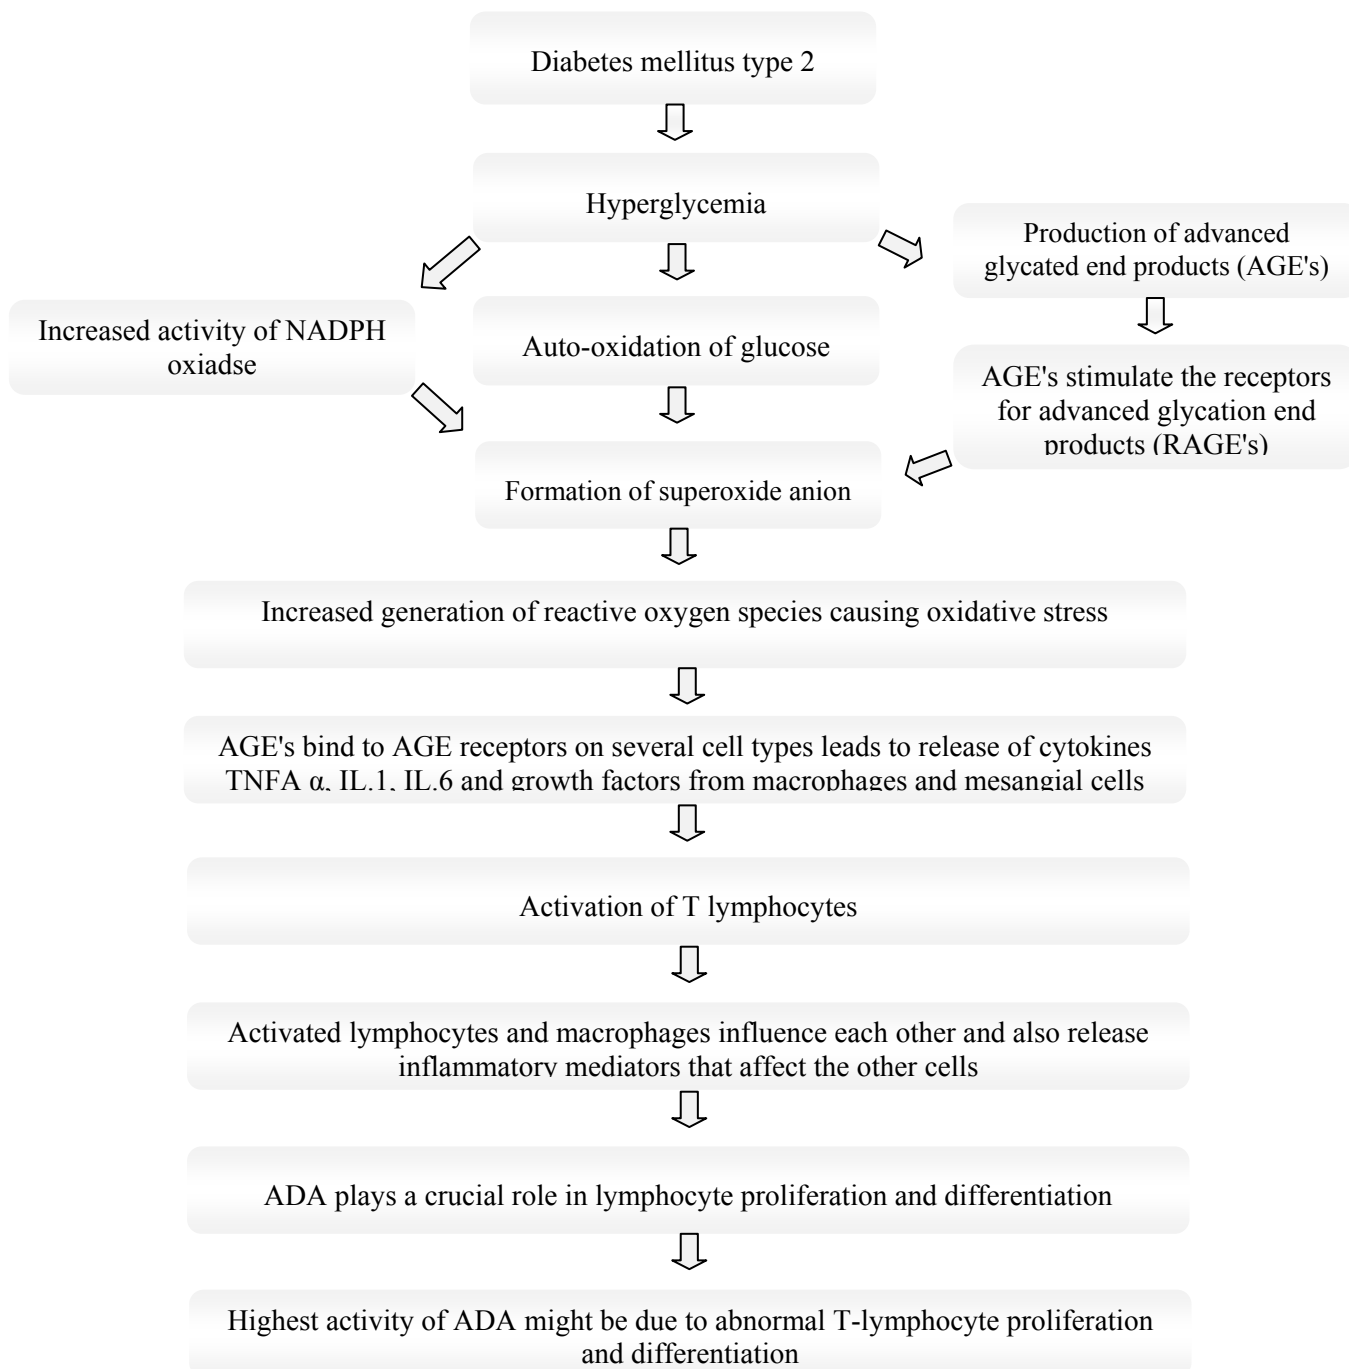 Diabetes mellitus type 2
Hyperglycemia
Production of advanced
glycated end products (AGE's)
Increased activity of NADPH
oxiadse
Auto-oxidation of glucose
AGE's stimulate the receptors
for advanced glycation end
products (RAGE's)
Formation of superoxide anion
Increased generation of reactive oxygen species causing oxidative stress
AGE's bind to AGE receptors on several cell types leads to release of cytokines
TNFA α, IL.1, IL.6 and growth factors from macrophages and mesangial cells
Activation of T lymphocytes
Activated lymphocytes and macrophages influence each other and also release
inflammatory mediators that affect the other cells
ADA plays a crucial role in lymphocyte proliferation and differentiation
Highest activity of ADA might be due to abnormal T-lymphocyte proliferation
and differentiation